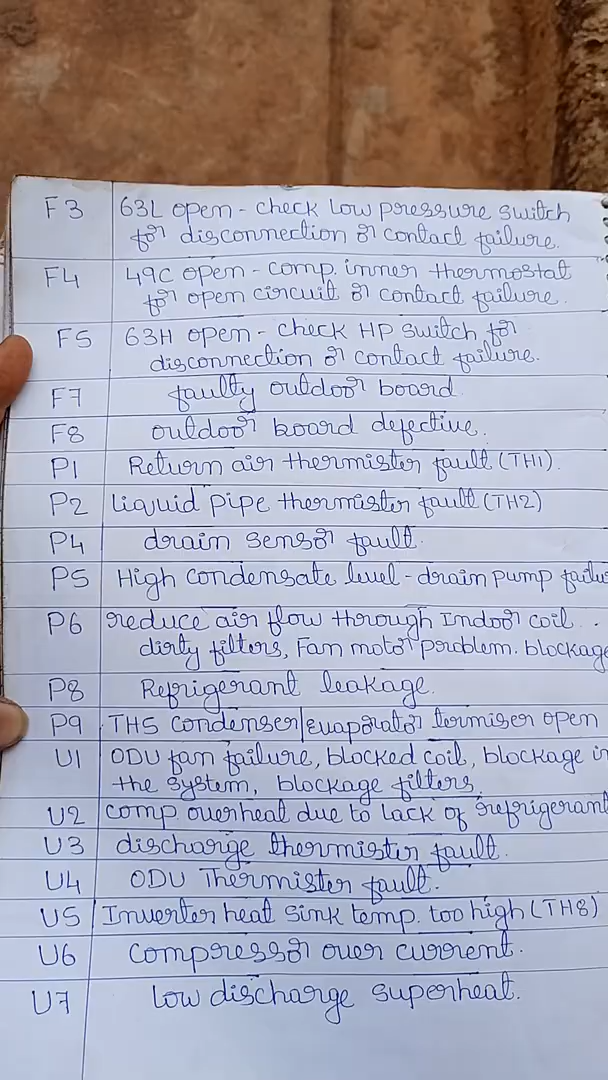 F3 63L open - check low pressure switch
for disconnection or contact failure.
F4 49C open - comp. inner thermostat
for open circuit or contact failure.
F5 63H open - check HP switch for
disconnection or contact failure.
F7 faulty outdoor board
F8 outdoor board defective.
P1 Return air thermister fault (TH1).
P2 liquid pipe thermister fault (TH2)
P4 drain sensor fault.
P5 High condensate level - drain pump failu
P6 reduce air flow through Indoor coil.
dirty filters, Fan motor problem. blockage
P8 Refrigerant leakage.
P9 TH5 condenser/evaporator termiser open
U1 ODU fan failure, blocked coil, blockage in
the system, blockage filters.
U2 comp overheat due to lack of refrigerant
U3 discharge thermister fault.
U4 ODU Thermister fault.
U5 Inverter heat sink temp. too high (TH8)
U6 compressor over current.
U7 low discharge superheat.